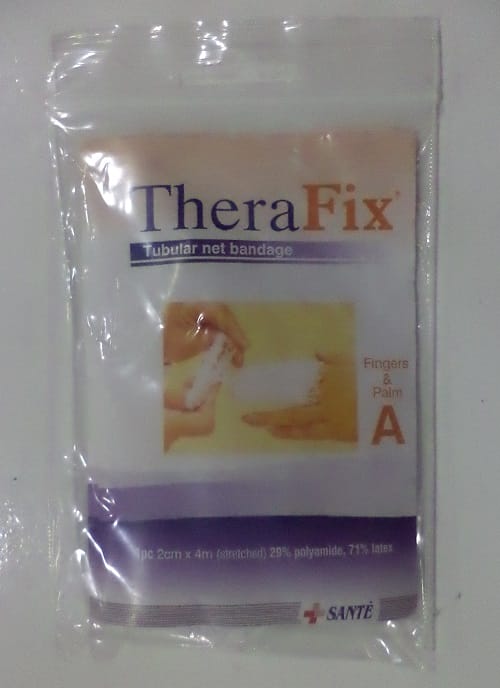 TheraFix
Tubular net bandage
Fingers
&
Palm
A
1pc 2cm x 4m (stretched) 29% polyamide, 71% latex
SANTÉ